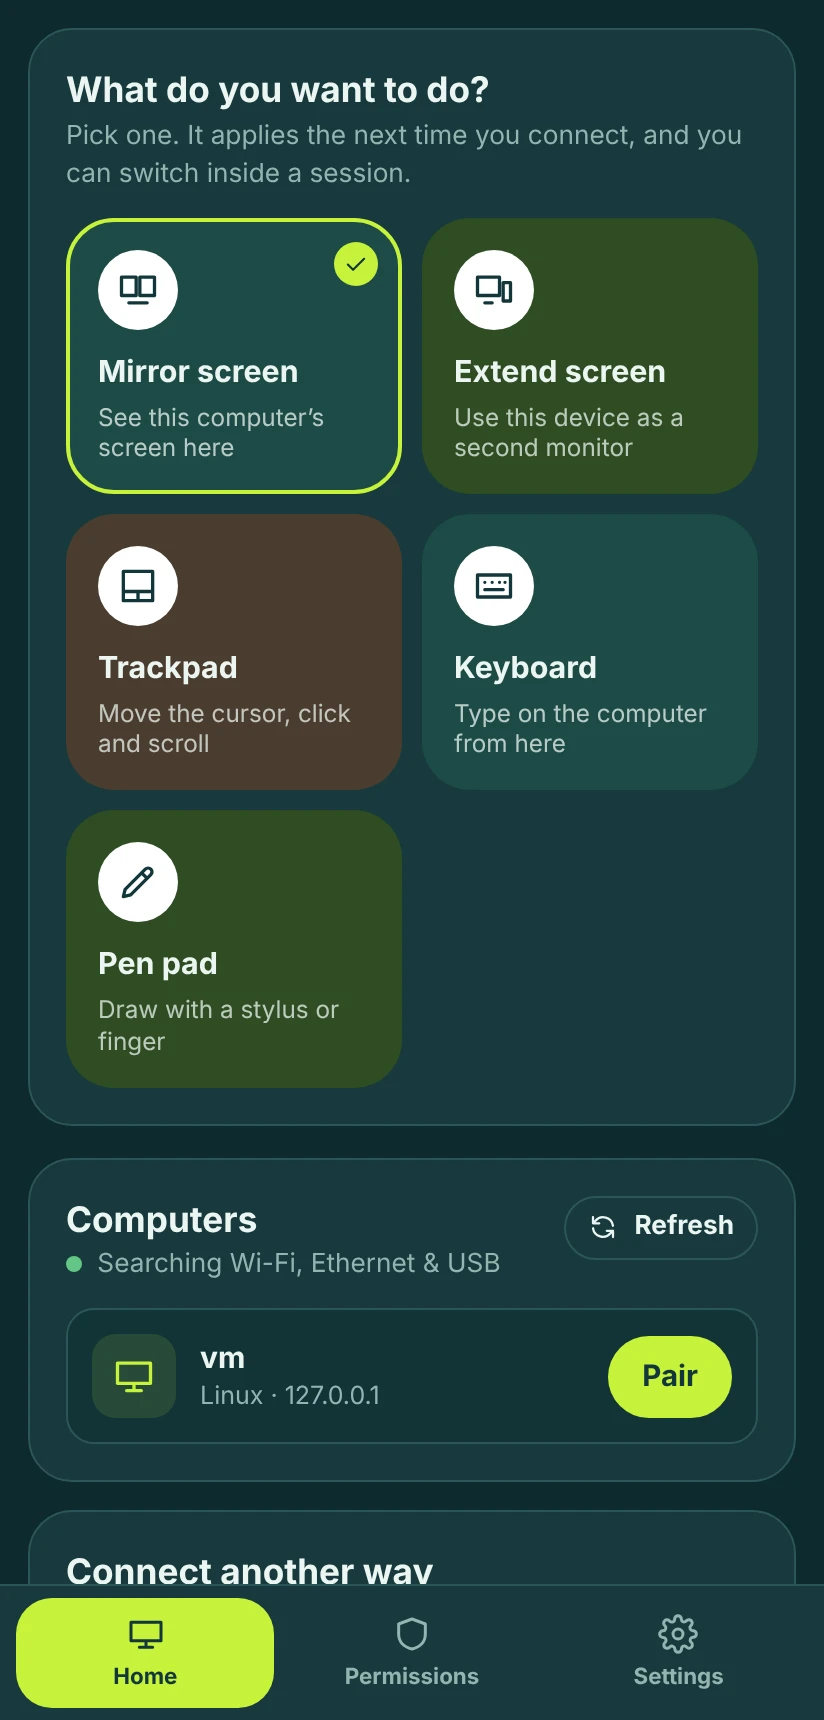 What do you want to do?
Pick one. It applies the next time you connect, and you
can switch inside a session.
Mirror screen
See this computer’s
screen here
Extend screen
Use this device as a
second monitor
Trackpad
Move the cursor, click
and scroll
Keyboard
Type on the computer
from here
Pen pad
Draw with a stylus or
finger
Computers
Refresh
Searching Wi-Fi, Ethernet & USB
vm
Linux · 127.0.0.1
Pair
Connect another way
Home
Permissions
Settings